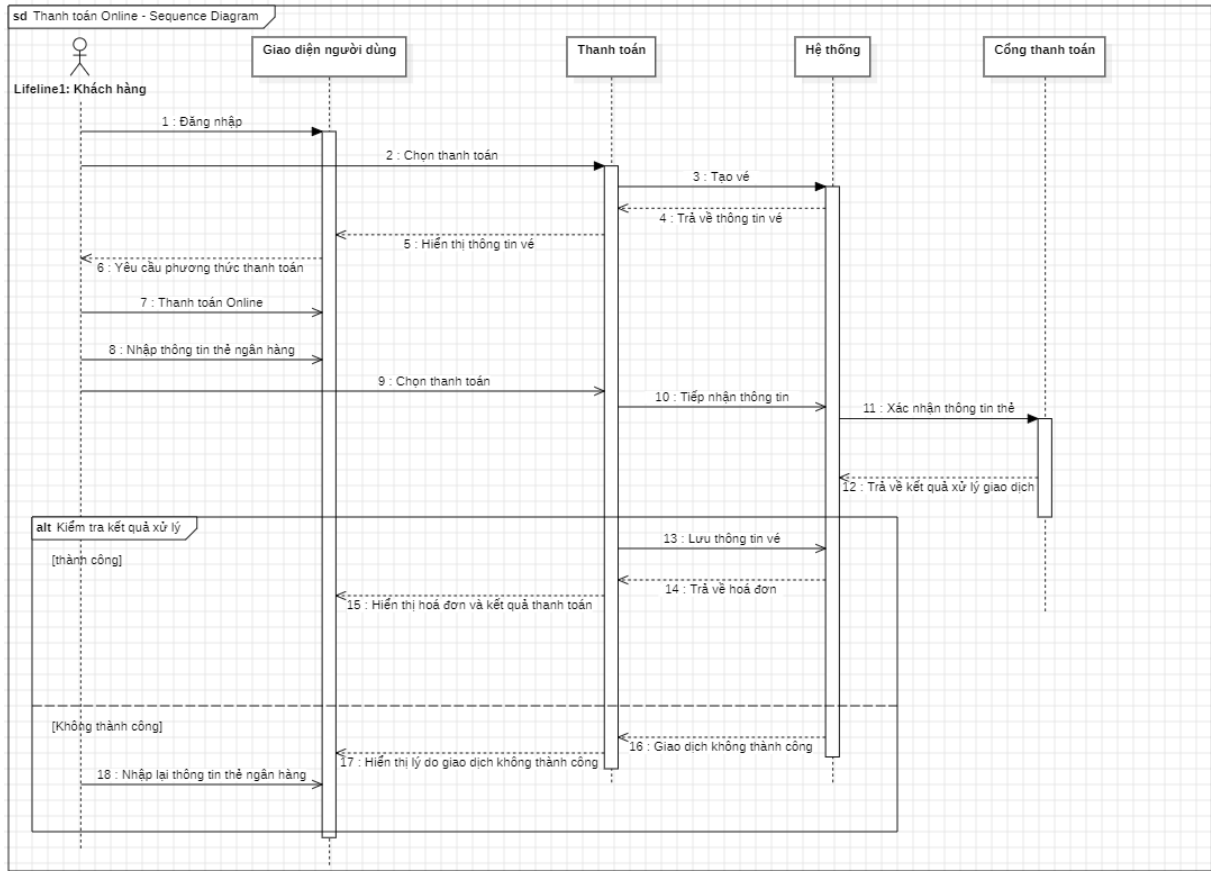 sd Thanh toán Online - Sequence Diagram
Giao diện người dùng
Thanh toán
Hệ thống
Cổng thanh toán
Lifeline1: Khách hàng
1 : Đăng nhập
2 : Chọn thanh toán
3 : Tạo vé
4 : Trả về thông tin vé
5 : Hiển thị thông tin vé
6 : Yêu cầu phương thức thanh toán
7 : Thanh toán Online
8 : Nhập thông tin thẻ ngân hàng
9 : Chọn thanh toán
10 : Tiếp nhận thông tin
11 : Xác nhận thông tin thẻ
12 : Trả về kết quả xử lý giao dịch
alt Kiểm tra kết quả xử lý
[thành công]
13 : Lưu thông tin vé
14 : Trả về hoá đơn
15 : Hiển thị hoá đơn và kết quả thanh toán
[Không thành công]
16 : Giao dịch không thành công
17 : Hiển thị lý do giao dịch không thành công
18 : Nhập lại thông tin thẻ ngân hàng